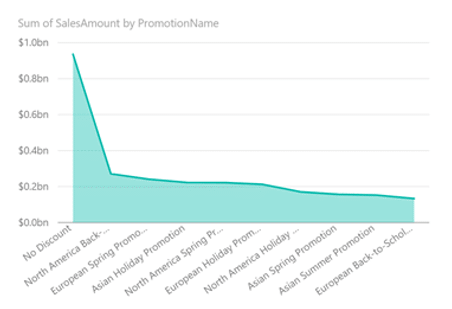 Sum of SalesAmount by PromotionName
$1.0bn
$0.8bn
$0.6bn
$0.4bn
$0.2bn
$0.0bn
No Discount
North America Back-...
European Spring Promo...
Asian Holiday Promotion
North America Spring Pr...
European Holiday Prom...
North America Holiday ...
Asian Spring Promotion
Asian Summer Promotion
European Back-to-Schol...